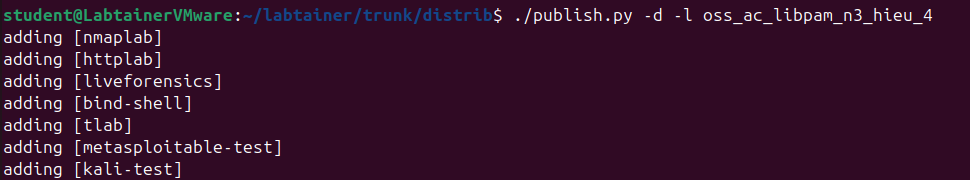 student@LabtainerVMware:~/labtainer/trunk/distrib$ ./publish.py -d -l oss_ac_libpam_n3_hieu_4
adding [nmaplab]
adding [httplab]
adding [liveforensics]
adding [bind-shell]
adding [tlab]
adding [metasploitable-test]
adding [kali-test]